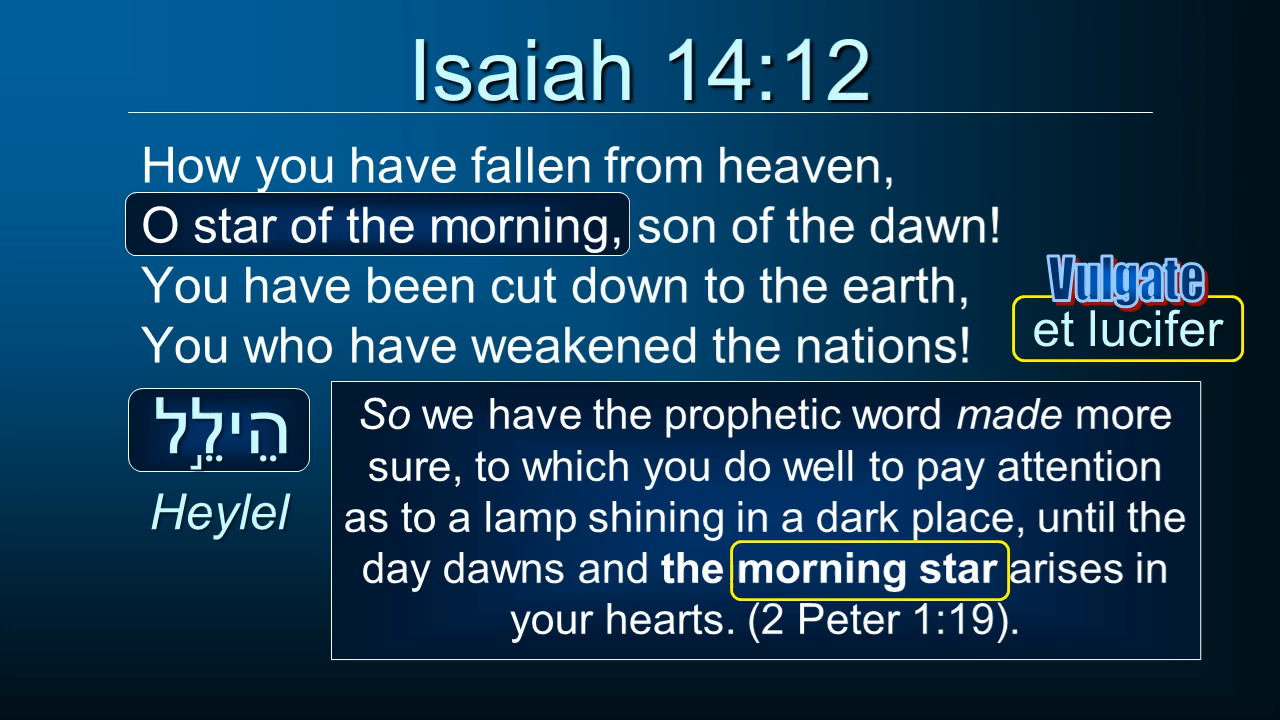 Isaiah 14:12
How you have fallen from heaven,
O star of the morning, son of the dawn!
You have been cut down to the earth,
You who have weakened the nations!
Vulgate
et lucifer
הֵילֵ֣ל
Heylel
So we have the prophetic word made more
sure, to which you do well to pay attention
as to a lamp shining in a dark place, until the
day dawns and the morning star arises in
your hearts. (2 Peter 1:19).